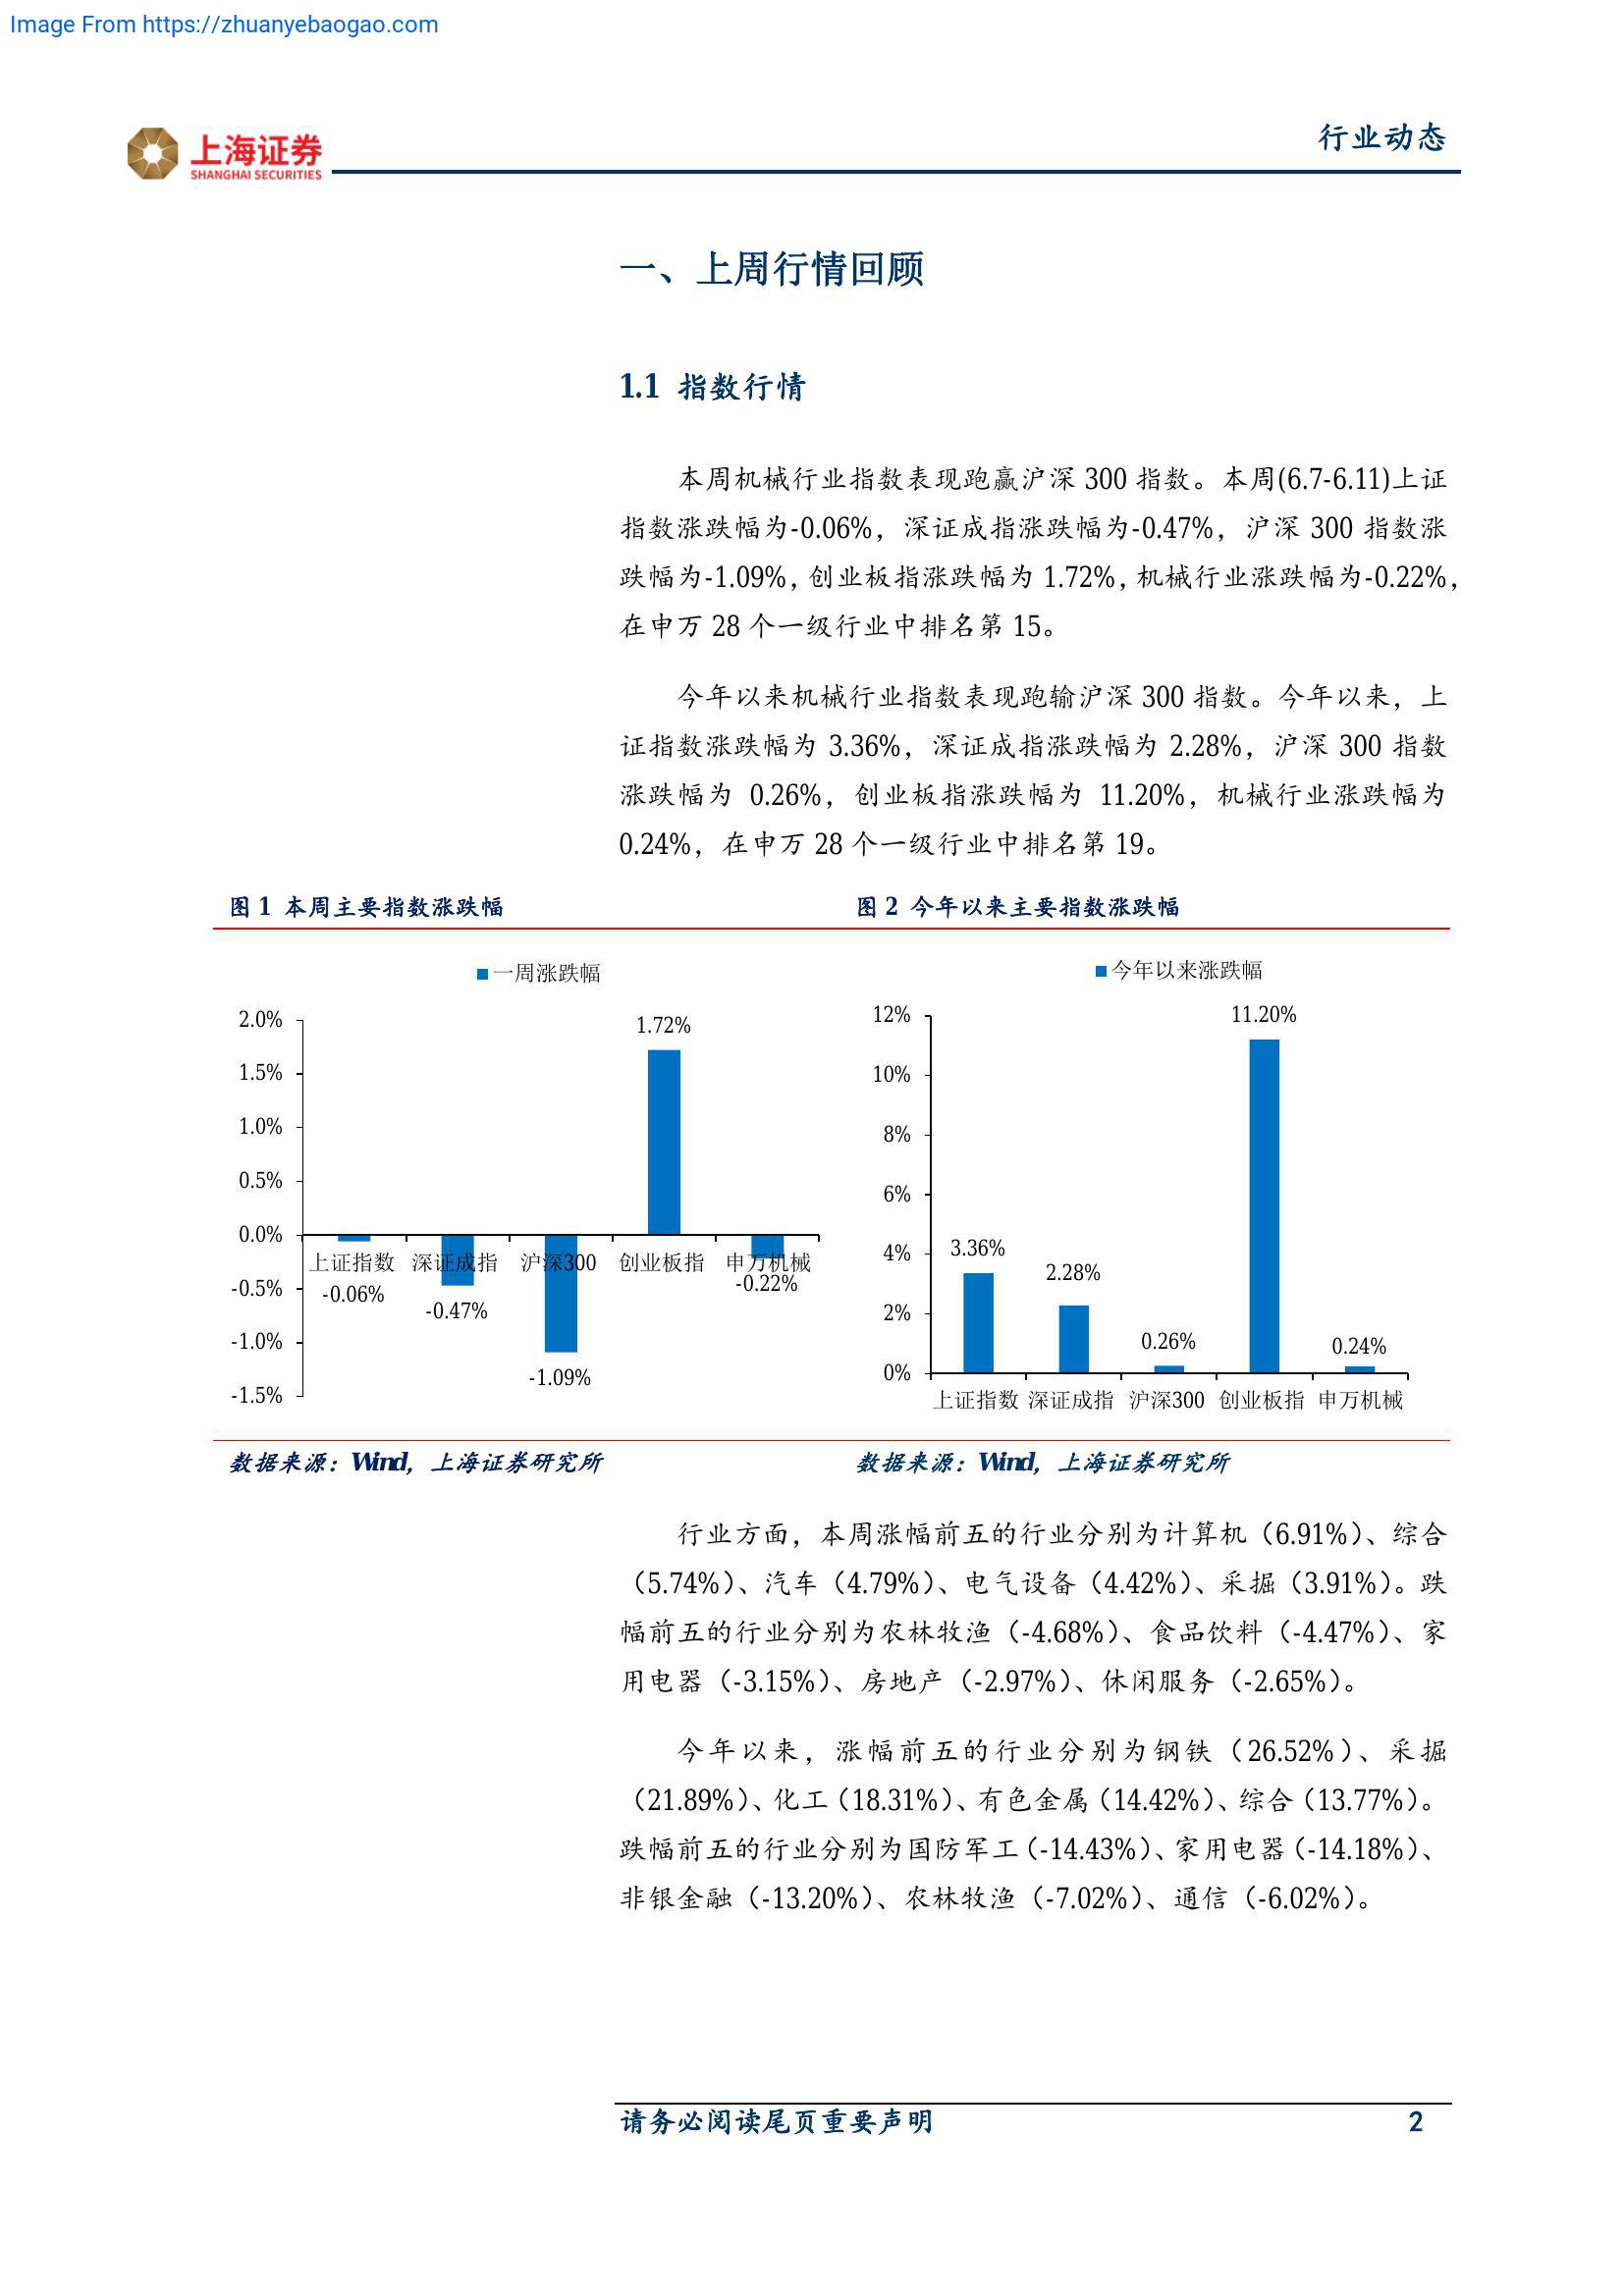 Image From https://zhuanyebaogao.com
上海证券
SHANGHAI SECURITIES
行业动态
一、上周行情回顾
1.1 指数行情
本周机械行业指数表现跑赢沪深 300 指数。本周(6.7-6.11)上证
指数涨跌幅为-0.06%，深证成指涨跌幅为-0.47%，沪深 300 指数涨
跌幅为-1.09%，创业板指涨跌幅为 1.72%，机械行业涨跌幅为-0.22%，
在申万 28 个一级行业中排名第 15。
今年以来机械行业指数表现跑输沪深 300 指数。今年以来，上
证指数涨跌幅为 3.36%，深证成指涨跌幅为 2.28%，沪深 300 指数
涨跌幅为 0.26%，创业板指涨跌幅为 11.20%，机械行业涨跌幅为
0.24%，在申万 28 个一级行业中排名第 19。
图 1 本周主要指数涨跌幅
一周涨跌幅
2.0%
1.5%
1.0%
0.5%
0.0%
-0.5%
-1.0%
-1.5%
1.72%
上证指数 深证成指 沪深300 创业板指 申万机械
-0.06%
-0.47%
-1.09%
-0.22%
数据来源：Wind，上海证券研究所
图 2 今年以来主要指数涨跌幅
今年以来涨跌幅
12%
10%
8%
6%
4%
2%
0%
3.36%
2.28%
0.26%
11.20%
0.24%
上证指数 深证成指 沪深300 创业板指 申万机械
数据来源：Wind，上海证券研究所
行业方面，本周涨幅前五的行业分别为计算机（6.91%）、综合
（5.74%）、汽车（4.79%）、电气设备（4.42%）、采掘（3.91%）。跌
幅前五的行业分别为农林牧渔（-4.68%）、食品饮料（-4.47%）、家
用电器（-3.15%）、房地产（-2.97%）、休闲服务（-2.65%）。
今年以来，涨幅前五的行业分别为钢铁（26.52%）、采掘
（21.89%）、化工（18.31%）、有色金属（14.42%）、综合（13.77%）。
跌幅前五的行业分别为国防军工（-14.43%）、家用电器（-14.18%）、
非银金融（-13.20%）、农林牧渔（-7.02%）、通信（-6.02%）。
请务必阅读尾页重要声明
2